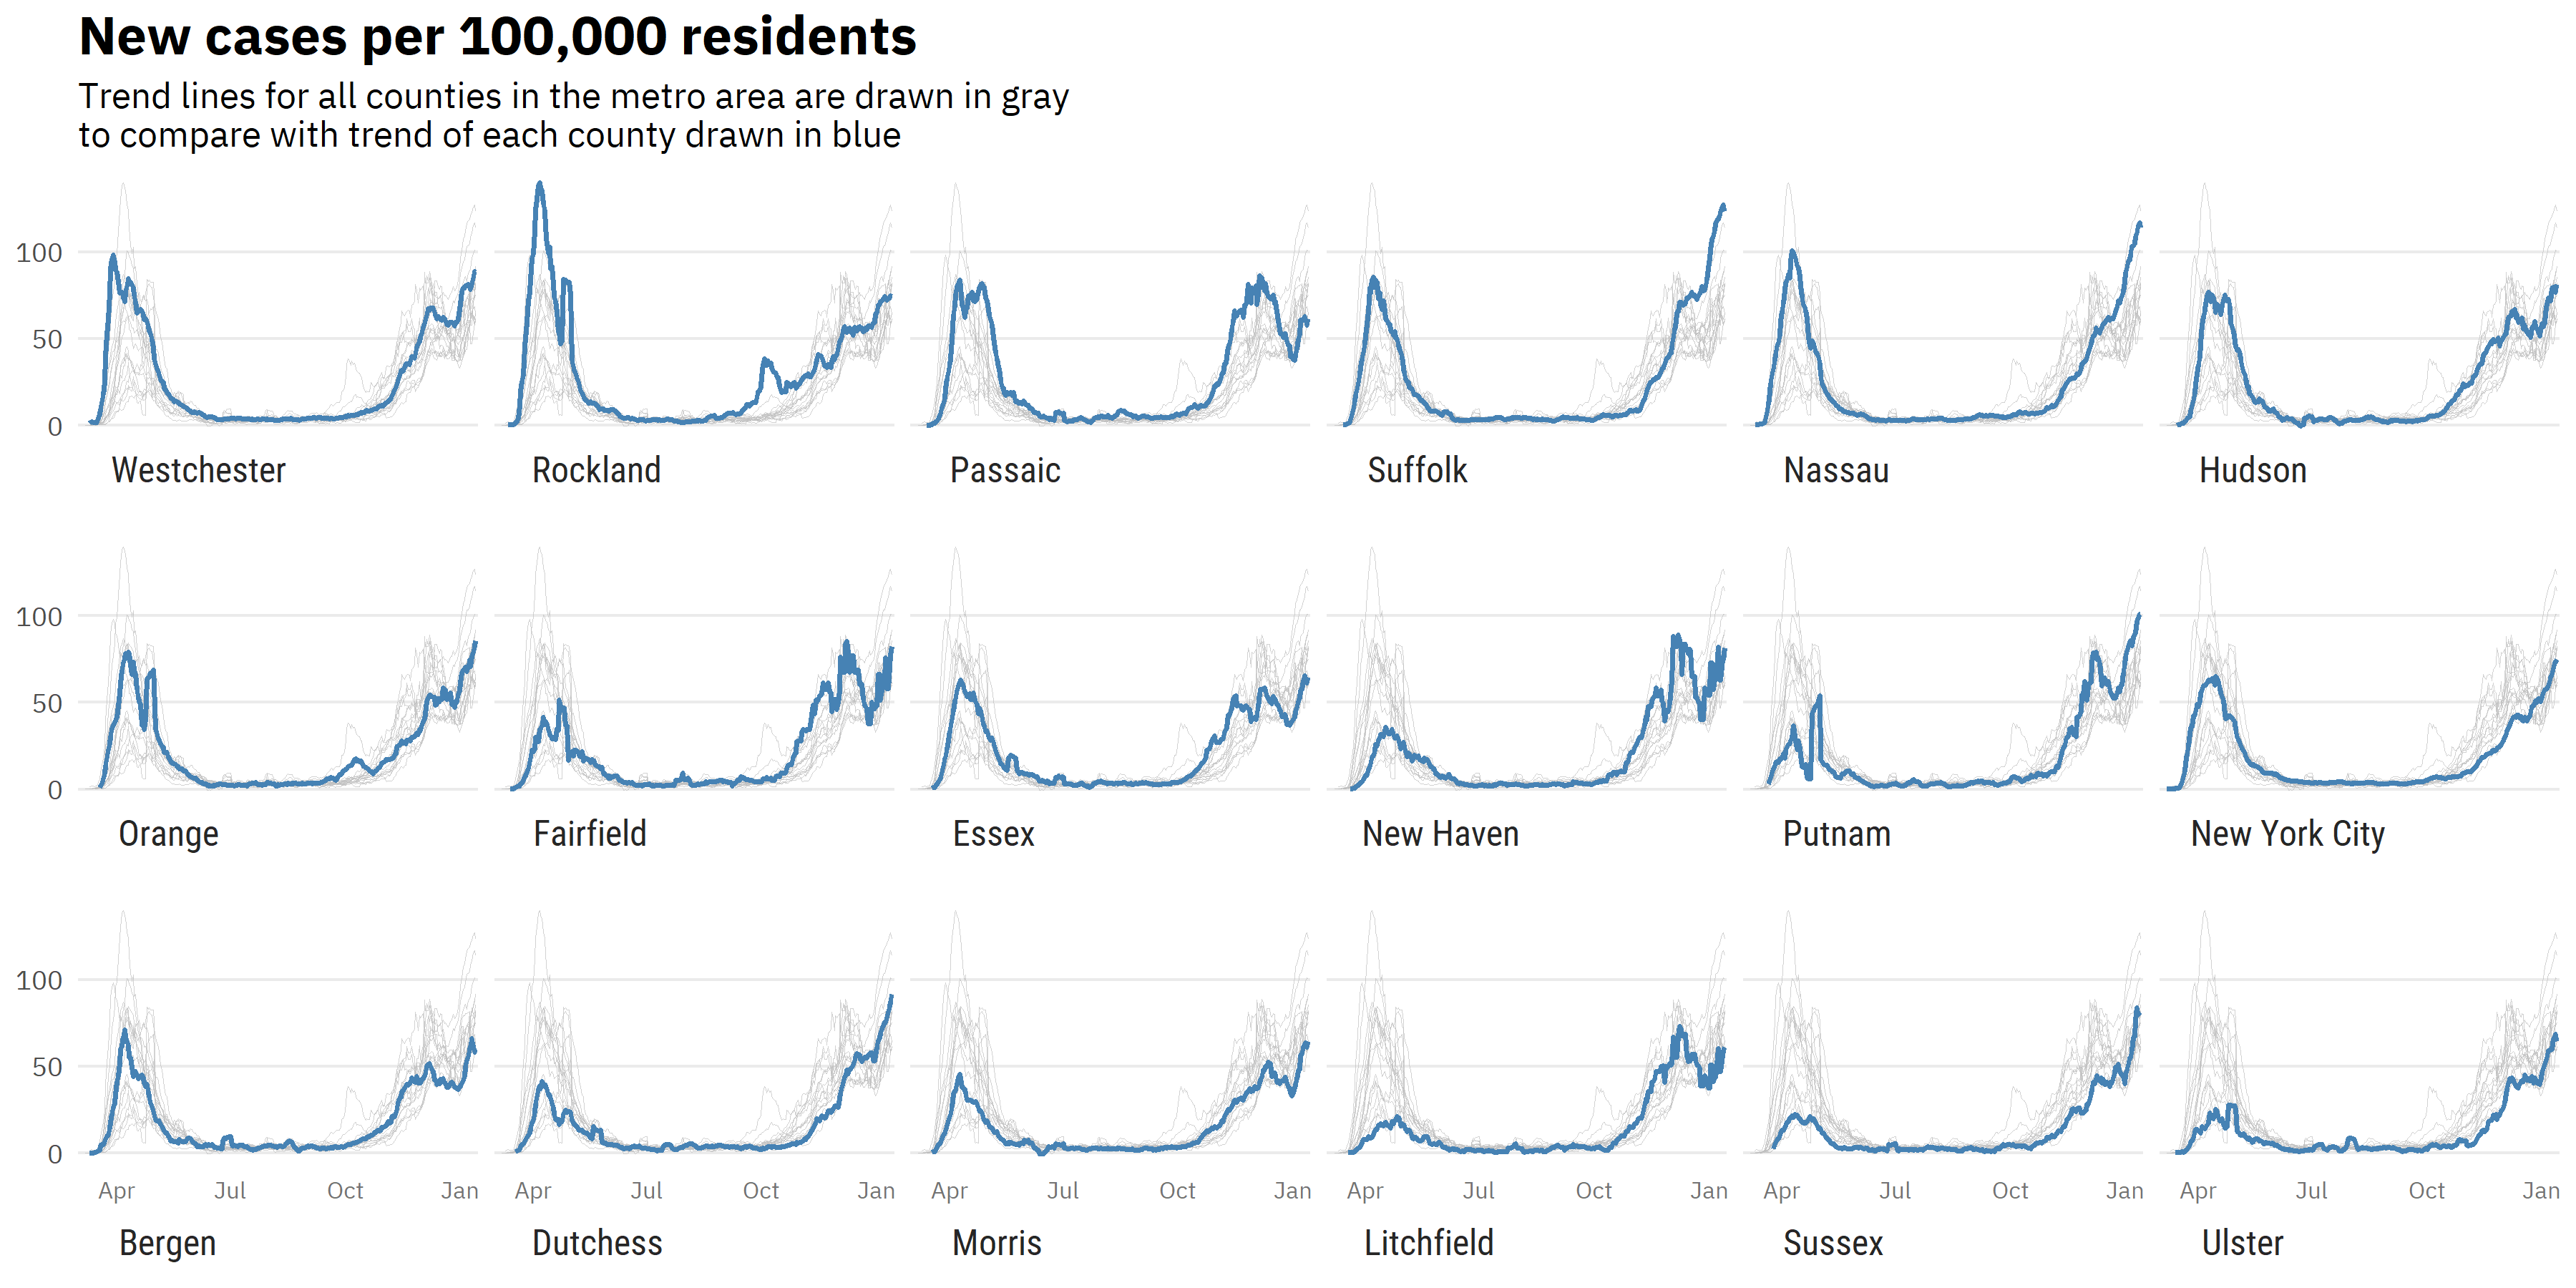 New cases per 100,000 residents
Trend lines for all counties in the metro area are drawn in gray
to compare with trend of each county drawn in blue
100
50
0
Westchester Rockland Passaic Suffolk Nassau Hudson
100
50
0
Orange Fairfield Essex New Haven Putnam New York City
100
50
0
Apr Jul Oct Jan Apr Jul Oct Jan Apr Jul Oct Jan Apr Jul Oct Jan Apr Jul Oct Jan Apr Jul Oct Jan
Bergen Dutchess Morris Litchfield Sussex Ulster